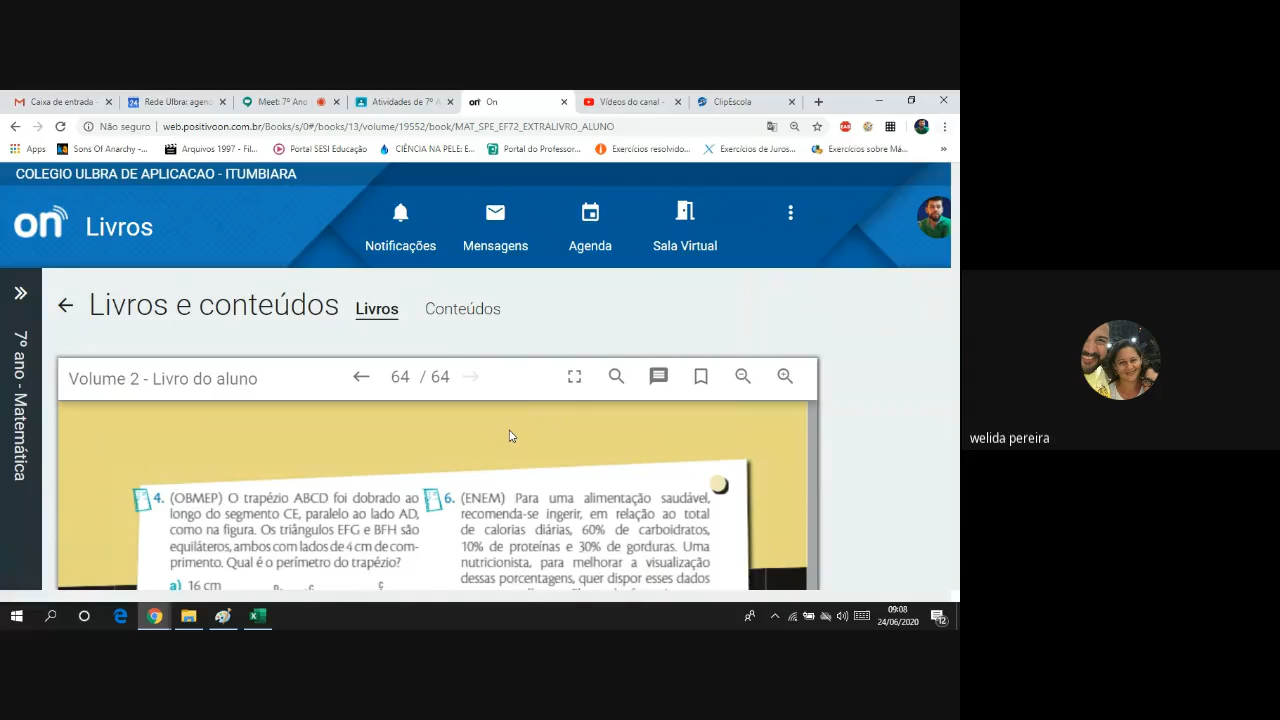 Caixa de entrada
Rede Ulbra: agen
Meet: 7º Ano
Atividades de 7º A
On
Vídeos do canal -
ClipEscola
Não segura
web.positivoon.com.br/Books/s/0#/books/13/volume/19552/book/MAT_SPE_EF72_EXTRALIVRO_ALUNO
Apps
Sons Of Anarchy -...
Arquivos 1997 - Fil...
Portal SESI Educação
CIÊNCIA NA PELE: E...
Portal do Professor...
Exercícios resolvido...
Exercícios de Juros...
Exercícios sobre Má...
COLEGIO ULBRA DE APLICACAO - ITUMBIARA
on Livros
Notificações
Mensagens
Agenda
Sala Virtual
Livros e conteúdos Livros Conteúdos
7º ano - Matemática
Volume 2 - Livro do aluno
64 / 64
4. (OBMEP) O trapézio ABCD foi dobrado ao
longo do segmento CE, paralelo ao lado AD,
como na figura. Os triângulos EFG e BFH são
equiláteros, ambos com lados de 4 cm de com-
primento. Qual é o perímetro do trapézio?
a) 16 cm
6. (ENEM) Para uma alimentação saudável,
recomenda-se ingerir, em relação ao total
de calorias diárias, 60% de carboidratos,
10% de proteínas e 30% de gorduras. Uma
nutricionista, para melhorar a visualização
dessas porcentagens, quer dispor esses dados
welida pereira
09:08
24/06/2020
12